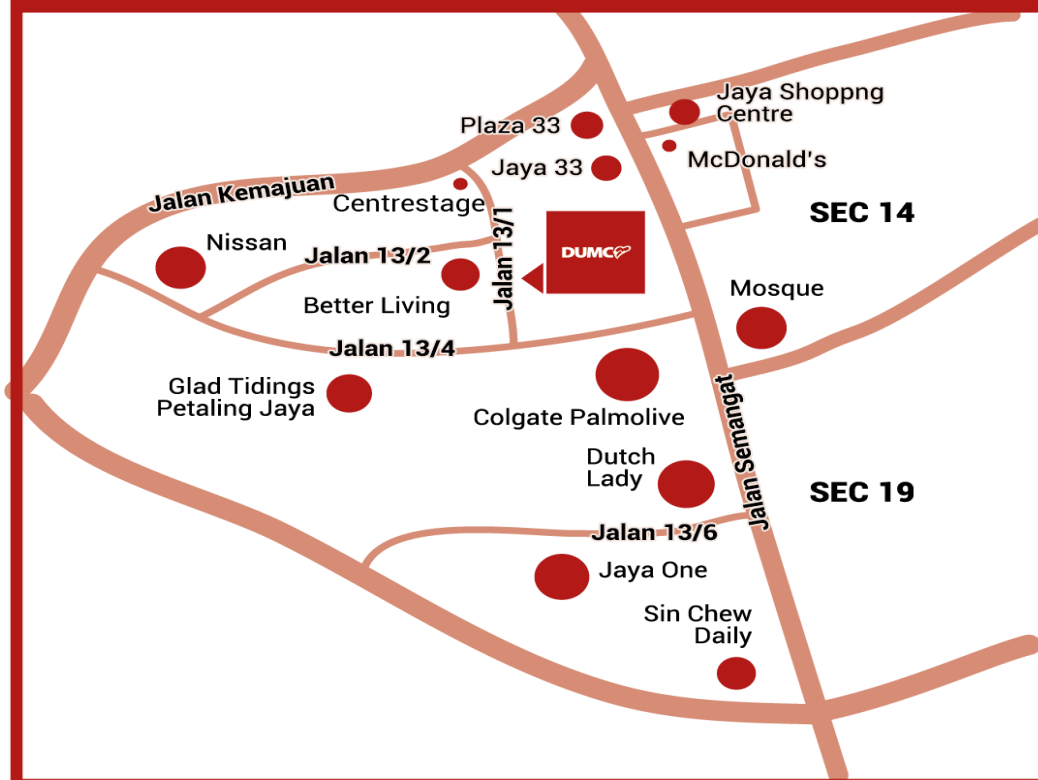 Jaya Shoppng
Centre
Plaza 33
McDonald's
Jaya 33
Jalan Kemajuan
Centrestage
SEC 14
Nissan
Jalan 13/2
Jalan 13/1
DUMC
Better Living
Mosque
Jalan 13/4
Glad Tidings
Petaling Jaya
Colgate Palmolive
Jalan Semangat
Dutch
Lady
SEC 19
Jalan 13/6
Jaya One
Sin Chew
Daily